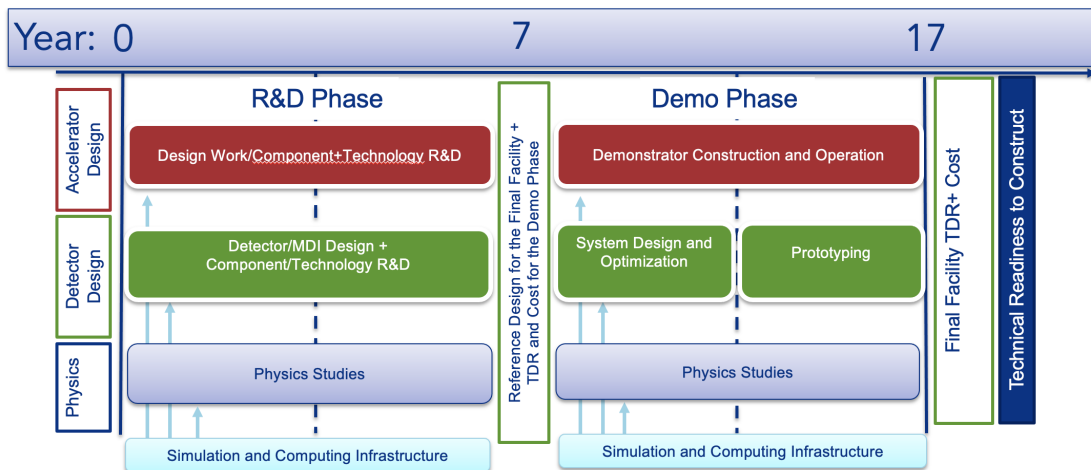 Year: 0 7 17
R&D Phase
Demo Phase
Accelerator
Design
Design Work/Component+Technology R&D
Demonstrator Construction and Operation
Detector
Design
Detector/MDI Design +
Component/Technology R&D
System Design and
Optimization
Prototyping
Physics
Physics Studies
Physics Studies
Simulation and Computing Infrastructure
Simulation and Computing Infrastructure
Reference Design for the Final Facility +
TDR and Cost for the Demo Phase
Final Facility TDR+ Cost
Technical Readiness to Construct